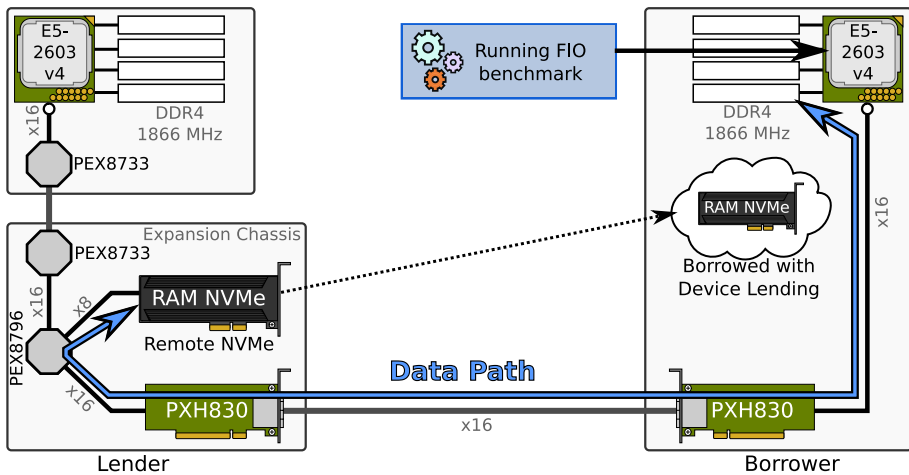 E5-
2603
v4
DDR4
1866 MHz
x16
PEX8733
PEX8733
Expansion Chassis
x16
x8
RAM NVMe
Remote NVMe
PEX8796
x16
PXH830
Lender
Running FIO
benchmark
Data Path
x16
E5-
2603
v4
DDR4
1866 MHz
x16
RAM NVMe
Borrowed with
Device Lending
PXH830
Borrower